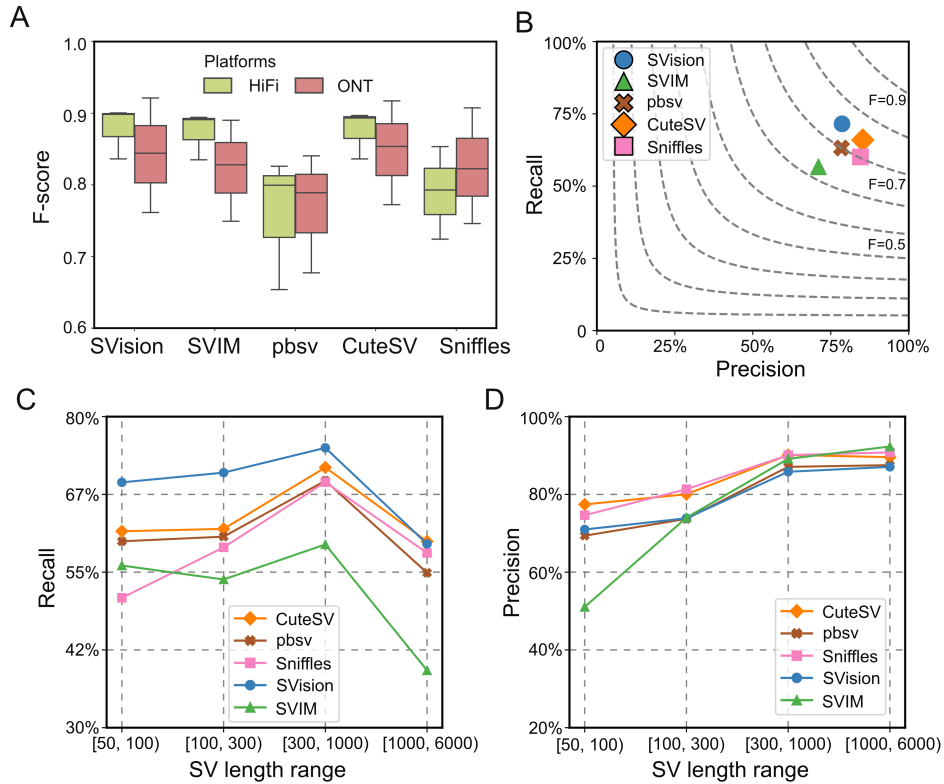 A
Platforms
HiFi
ONT
F-score
1.0
0.9
0.8
0.7
0.6
SVision
SVIM
pbsv
CuteSV
Sniffles
B
SVision
SVIM
pbsv
CuteSV
Sniffles
F=0.9
F=0.7
F=0.5
Recall
100%
75%
50%
25%
0
0
25%
50%
75%
100%
Precision
C
Recall
80%
67%
55%
42%
30%
CuteSV
pbsv
Sniffles
SVision
SVIM
[50, 100)
[100, 300)
[300, 1000)
[1000, 6000)
SV length range
D
Precision
100%
80%
60%
40%
20%
CuteSV
pbsv
Sniffles
SVision
SVIM
[50, 100)
[100, 300)
[300, 1000)
[1000, 6000)
SV length range